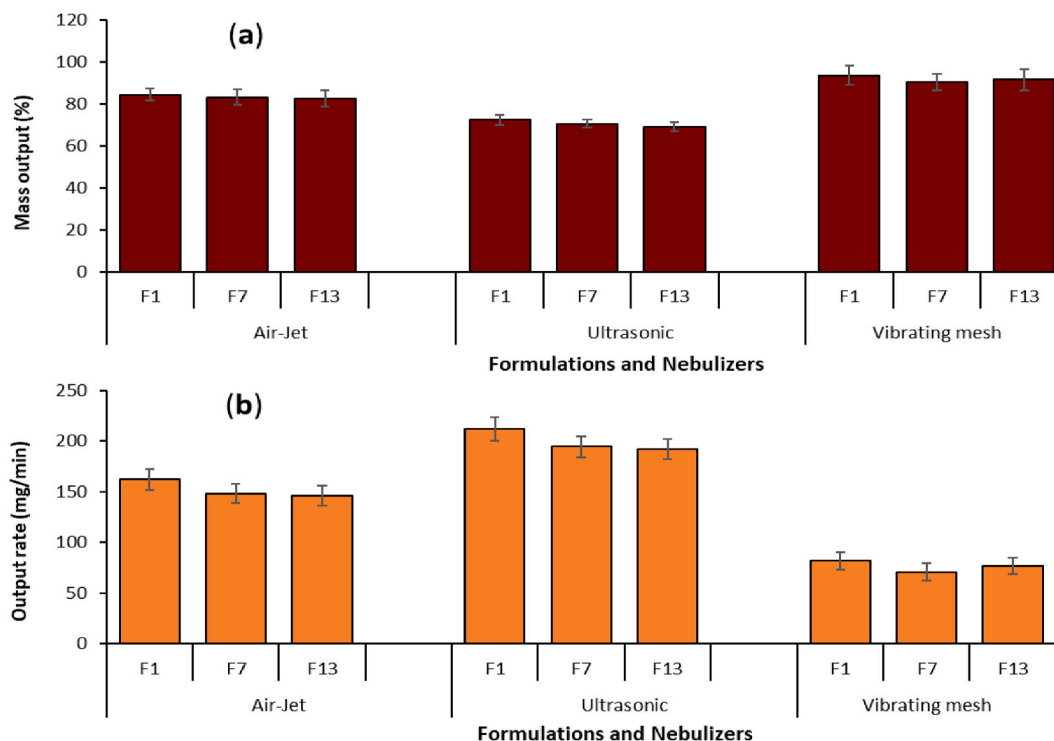 (a)
Mass output (%)
120
100
80
60
40
20
0
F1 F7 F13 F1 F7 F13 F1 F7 F13
Air-Jet Ultrasonic Vibrating mesh
Formulations and Nebulizers
(b)
Output rate (mg/min)
250
200
150
100
50
0
F1 F7 F13 F1 F7 F13 F1 F7 F13
Air-Jet Ultrasonic Vibrating mesh
Formulations and Nebulizers